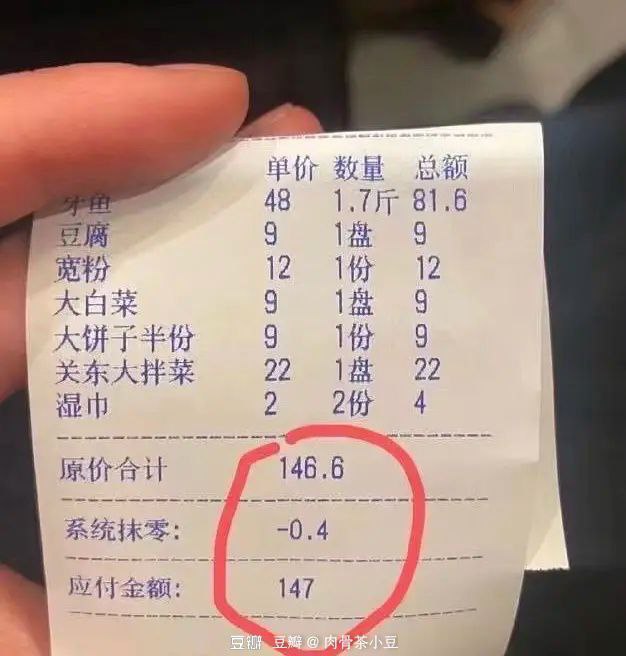 单价 数量 总额
牙鱼 48 1.7斤 81.6
豆腐 9 1盘 9
宽粉 12 1份 12
大白菜 9 1盘 9
大饼子半份 9 1份 9
关东大拌菜 22 1盘 22
湿巾 2 2份 4
原价合计 146.6
系统抹零: -0.4
应付金额: 147
豆瓣 豆瓣@肉骨茶小豆